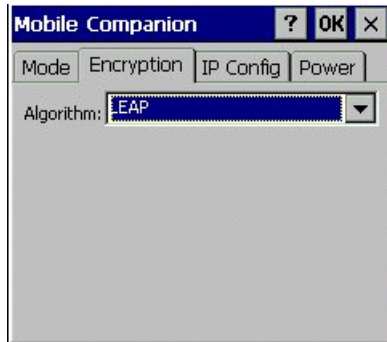 Mobile Companion ? OK ×
Mode Encryption IP Config Power
Algorithm: LEAP